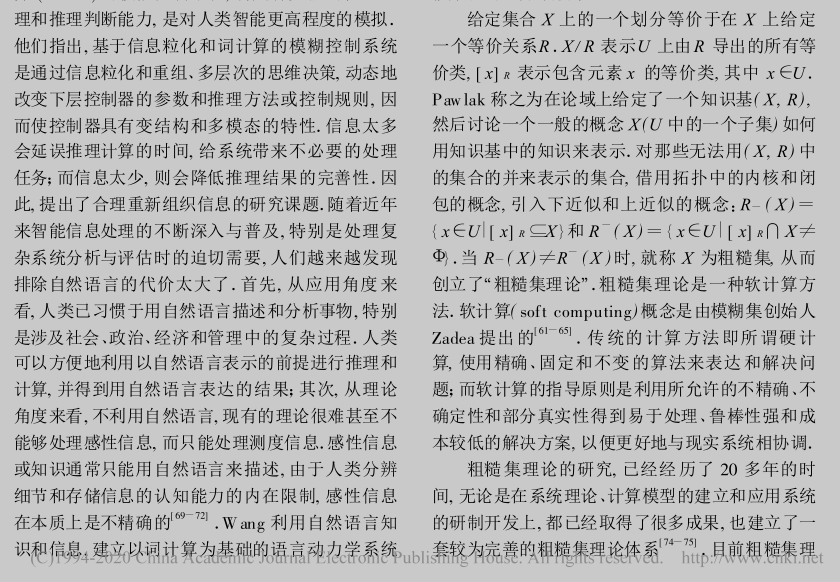 理和推理判断能力, 是对人类智能更高程度的模拟.
他们指出, 基于信息粒化和词计算的模糊控制系统
是通过信息粒化和重组、多层次的思维决策, 动态地
改变下层控制器的参数和推理方法或控制规则, 因
而使控制器具有变结构和多模态的特性. 信息太多
会延误推理计算的时间, 给系统带来不必要的处理
任务; 而信息太少, 则会降低推理结果的完善性. 因
此, 提出了合理重新组织信息的研究课题. 随着近年
来智能信息处理的不断深入与普及, 特别是处理复
杂系统分析与评估时的迫切需要, 人们越来越发现
排除自然语言的代价太大了. 首先, 从应用角度来
看, 人类已习惯于用自然语言描述和分析事物, 特别
是涉及社会、政治、经济和管理中的复杂过程. 人类
可以方便地利用以自然语言表示的前提进行推理和
计算, 并得到用自然语言表达的结果; 其次, 从理论
角度来看, 不利用自然语言, 现有的理论很难甚至不
能够处理感性信息, 而只能处理测度信息. 感性信息
或知识通常只能用自然语言来描述, 由于人类分辨
细节和存储信息的认知能力的内在限制, 感性信息
在本质上是不精确的[69—72] . Wang 利用自然语言知
识和信息, 建立以词计算为基础的语言动力学系统
给定集合 X 上的一个划分等价于在 X 上给定
一个等价关系R . X/ R 表示U 上由R 导出的所有等
价类, [ x] R 表示包含元素 x 的等价类, 其中 x ∈U .
Pawlak 称之为在论域上给定了一个知识基( X, R),
然后讨论一个一般的概念 X(U 中的一个子集) 如何
用知识基中的知识来表示. 对那些无法用( X, R) 中
的集合的并来表示的集合, 借用拓扑中的内核和闭
包的概念, 引入下近似和上近似的概念: R− ( X) =
{ x∈U| [ x] R ⊆X} 和 R− ( X) = { x∈U | [ x] R∩ X≠
Φ} . 当 R−( X)≠R− ( X) 时, 就称 X 为粗糙集, 从而
创立了“粗糙集理论”. 粗糙集理论是一种软计算方
法. 软计算( soft computing) 概念是由模糊集创始人
Zadea 提出的[61—65] . 传统的计算方法即所谓硬计
算, 使用精确、固定和不变的算法来表达和解决问
题; 而软计算的指导原则是利用所允许的不精确、不
确定性和部分真实性得到易于处理、鲁棒性强和成
本较低的解决方案, 以便更好地与现实系统相协调.
粗糙集理论的研究, 已经经历了 20 多年的时
间, 无论是在系统理论、计算模型的建立和应用系统
的研制开发上, 都已经取得了很多成果, 也建立了一
套较为完善的粗糙集理论体系[74—75] . 目前粗糙集理
(C)1994-2020 China Academic Journal Electronic Publishing House. All rights reserved. http://www.cnki.net